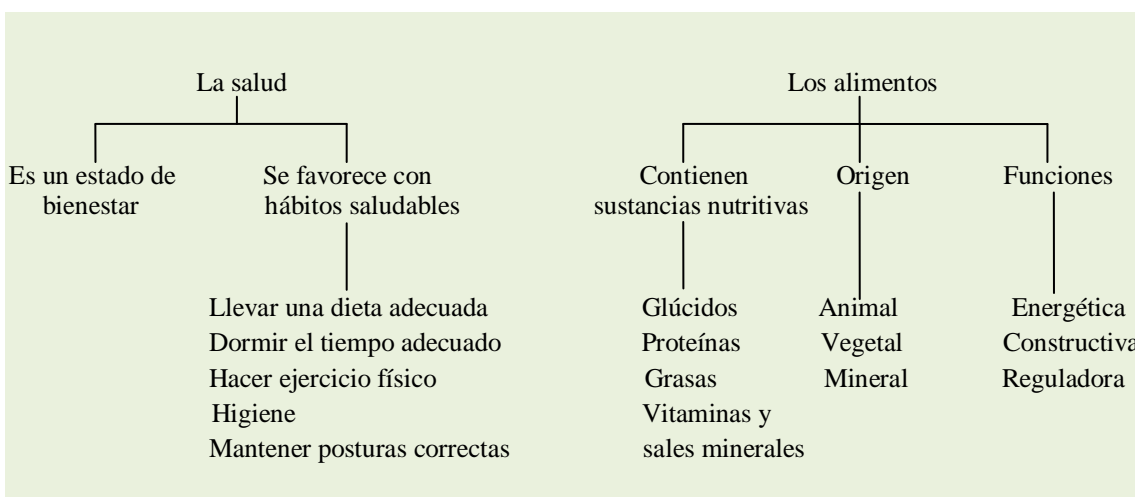 La salud
Es un estado de
bienestar
Se favorece con
hábitos saludables
Llevar una dieta adecuada
Dormir el tiempo adecuado
Hacer ejercicio físico
Higiene
Mantener posturas correctas
Los alimentos
Contienen
sustancias nutritivas
Glúcidos
Proteínas
Grasas
Vitaminas y
sales minerales
Origen
Animal
Vegetal
Mineral
Funciones
Energética
Constructiva
Reguladora